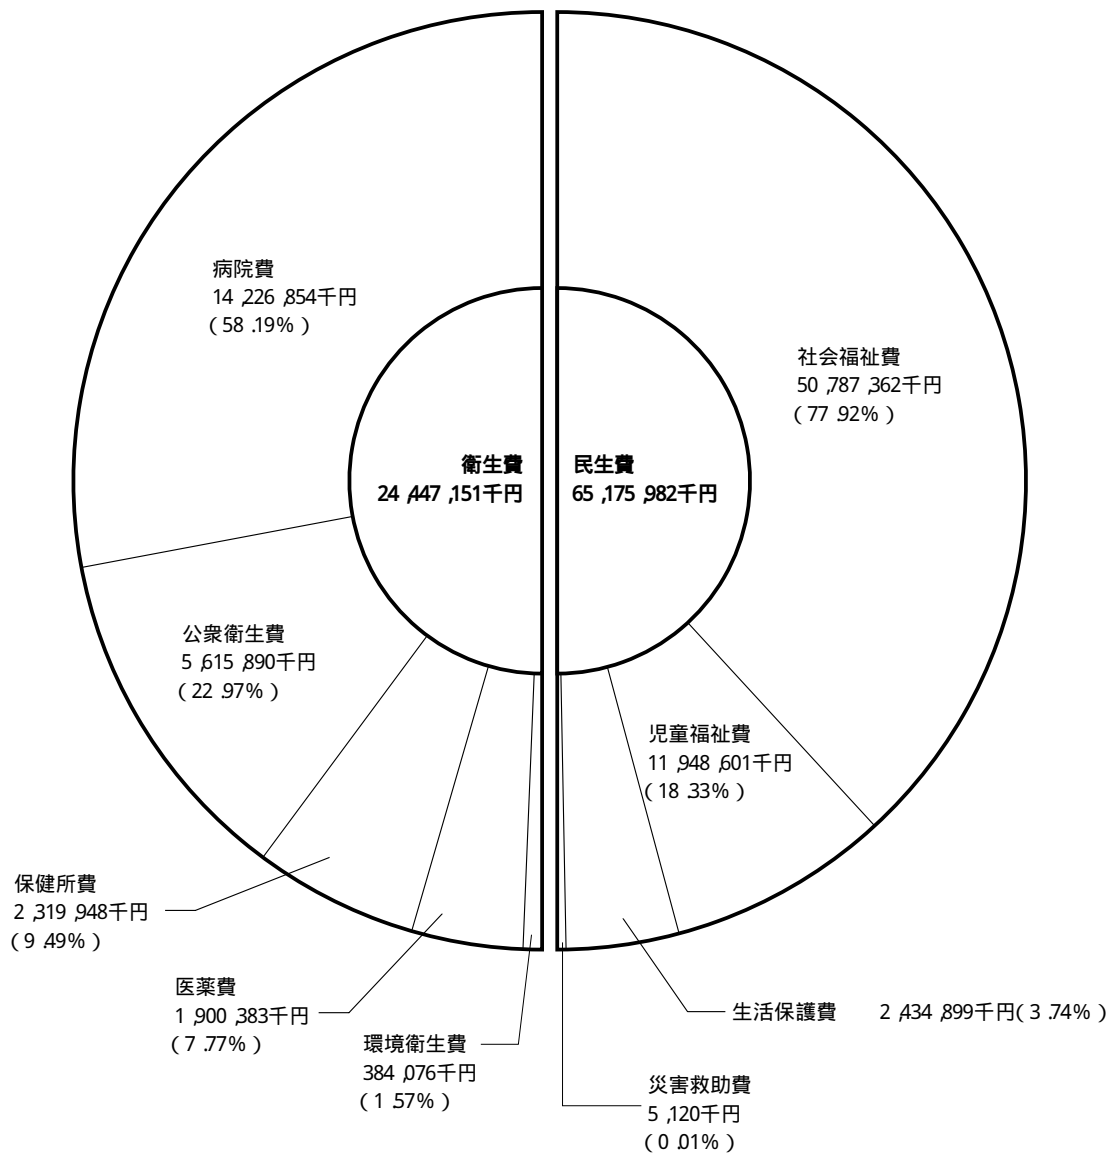 病院費
14,226,854千円
(58.19%)
社会福祉費
50,787,362千円
(77.92%)
衛生費
24,447,151千円
民生費
65,175,982千円
公衆衛生費
5,615,890千円
(22.97%)
児童福祉費
11,948,601千円
(18.33%)
保健所費
2,319,948千円
(9.49%)
医薬費
1,900,383千円
(7.77%)
環境衛生費
384,076千円
(1.57%)
生活保護費 2,434,899千円(3.74%)
災害救助費
5,120千円
(0.01%)